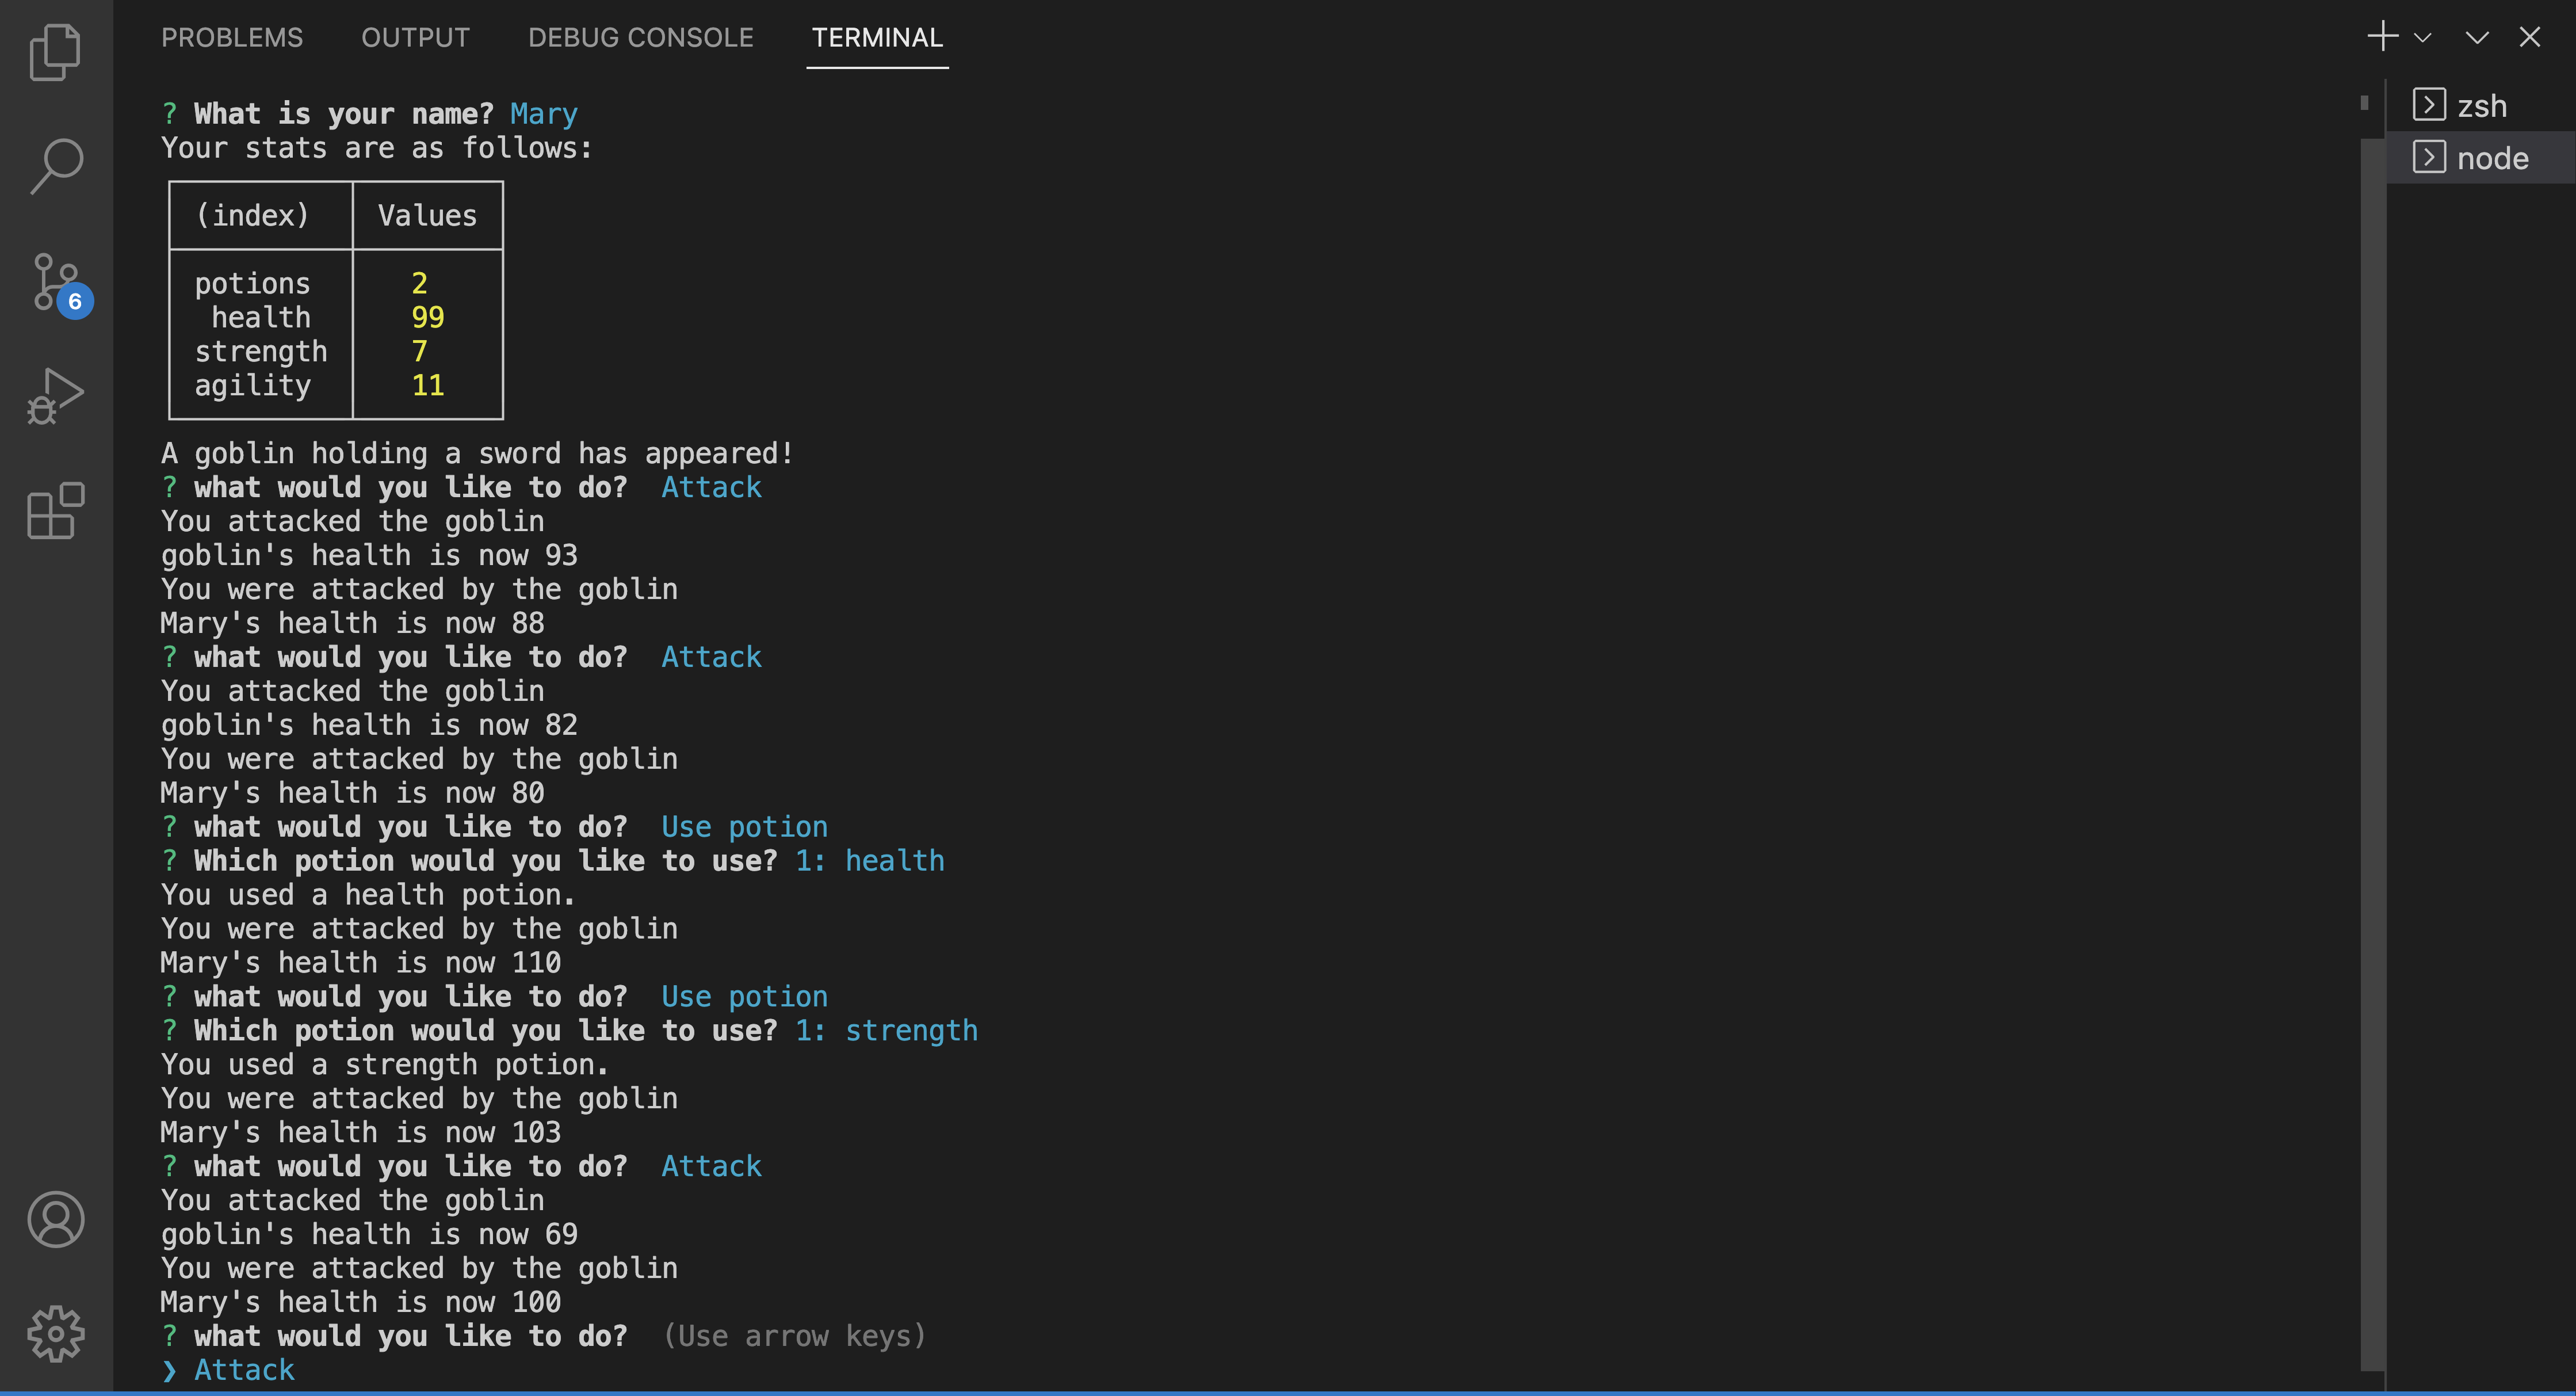 PROBLEMS OUTPUT DEBUG CONSOLE TERMINAL
? What is your name? Mary
Your stats are as follows:
(index) Values
potions 2
health 99
strength 7
agility 11
A goblin holding a sword has appeared!
? what would you like to do? Attack
You attacked the goblin
goblin's health is now 93
You were attacked by the goblin
Mary's health is now 88
? what would you like to do? Attack
You attacked the goblin
goblin's health is now 82
You were attacked by the goblin
Mary's health is now 80
? what would you like to do? Use potion
? Which potion would you like to use? 1: health
You used a health potion.
You were attacked by the goblin
Mary's health is now 110
? what would you like to do? Use potion
? Which potion would you like to use? 1: strength
You used a strength potion.
You were attacked by the goblin
Mary's health is now 103
? what would you like to do? Attack
You attacked the goblin
goblin's health is now 69
You were attacked by the goblin
Mary's health is now 100
? what would you like to do? (Use arrow keys)
❯ Attack
zsh
node
6